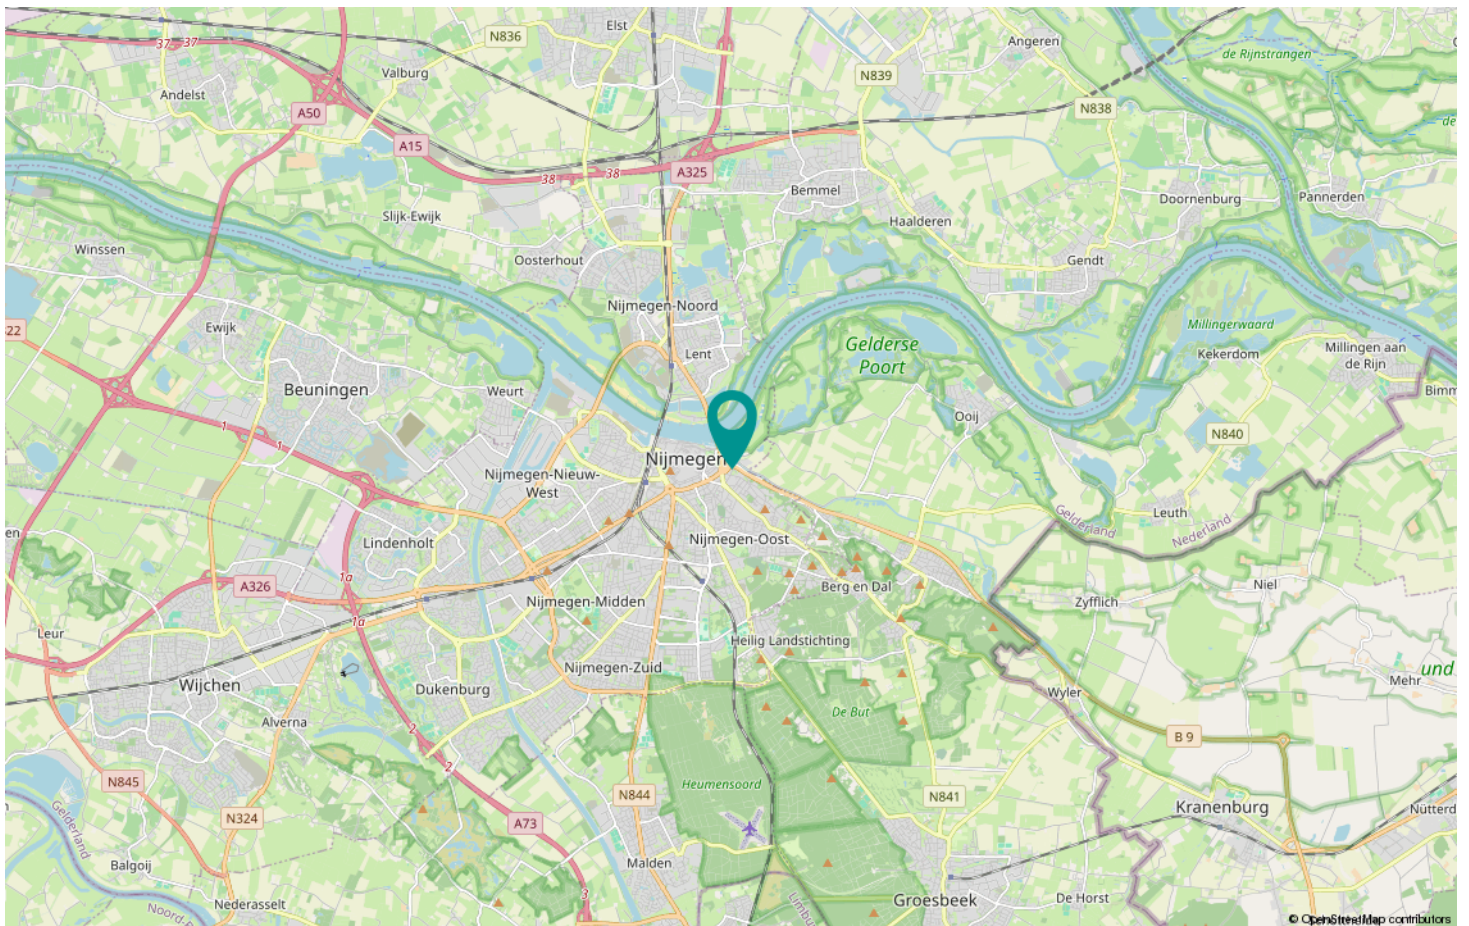 Elst
N836
Angeren
de Rijnstrangen
37
37
Valburg
N839
Andelst
A50
N838
A15
38
38
A325
Bemmel
Doornenburg
Pannerden
Slijk-Ewijk
Haalderen
Winssen
Oosterhout
Gendt
Nijmegen-Noord
Ewijk
Millingerwaard
Gelderse
Poort
Lent
Kekerdom
Millingen aan
de Rijn
Beuningen
Weurt
Ooij
1
1
N840
Nijmegen
Nijmegen-Nieuw-
West
Leuth
Gelderland
Nederland
Lindenholt
Nijmegen-Oost
1a
A326
Berg en Dal
Niel
Nijmegen-Midden
Zyfflich
1a
Leur
Heilig Landstichting
Nijmegen-Zuid
und
Wijchen
Dukenburg
Mehr
Wyler
De But
Alverna
2
B 9
2
N845
Heumensoord
N844
N841
Kranenburg
N324
A73
Gelderland
Balgoij
Malden
3
Groesbeek
De Horst
Nederasselt
© OpenStreetMap contributors